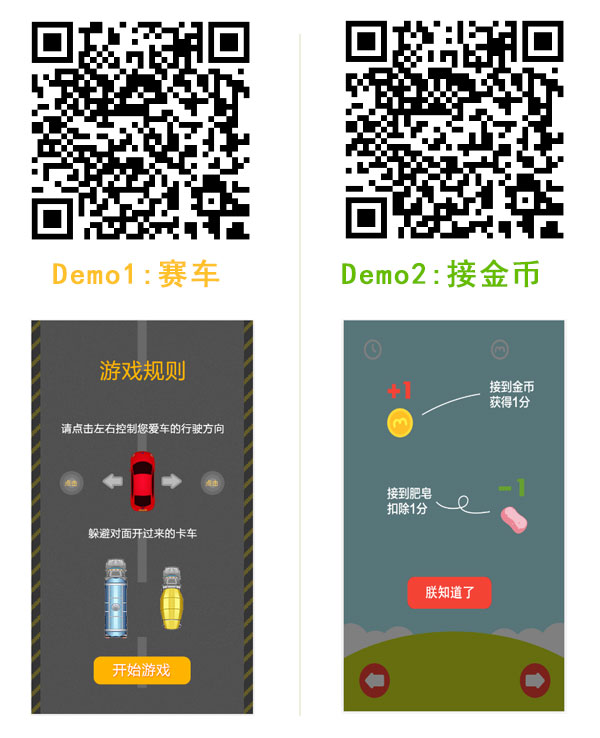 Demo1:赛车
游戏规则
请点击左右控制您爱车的行驶方向
点击
点击
躲避对面开过来的卡车
开始游戏
Demo2:接金币
+1
接到金币
获得1分
接到肥皂
扣除1分
-1
朕知道了